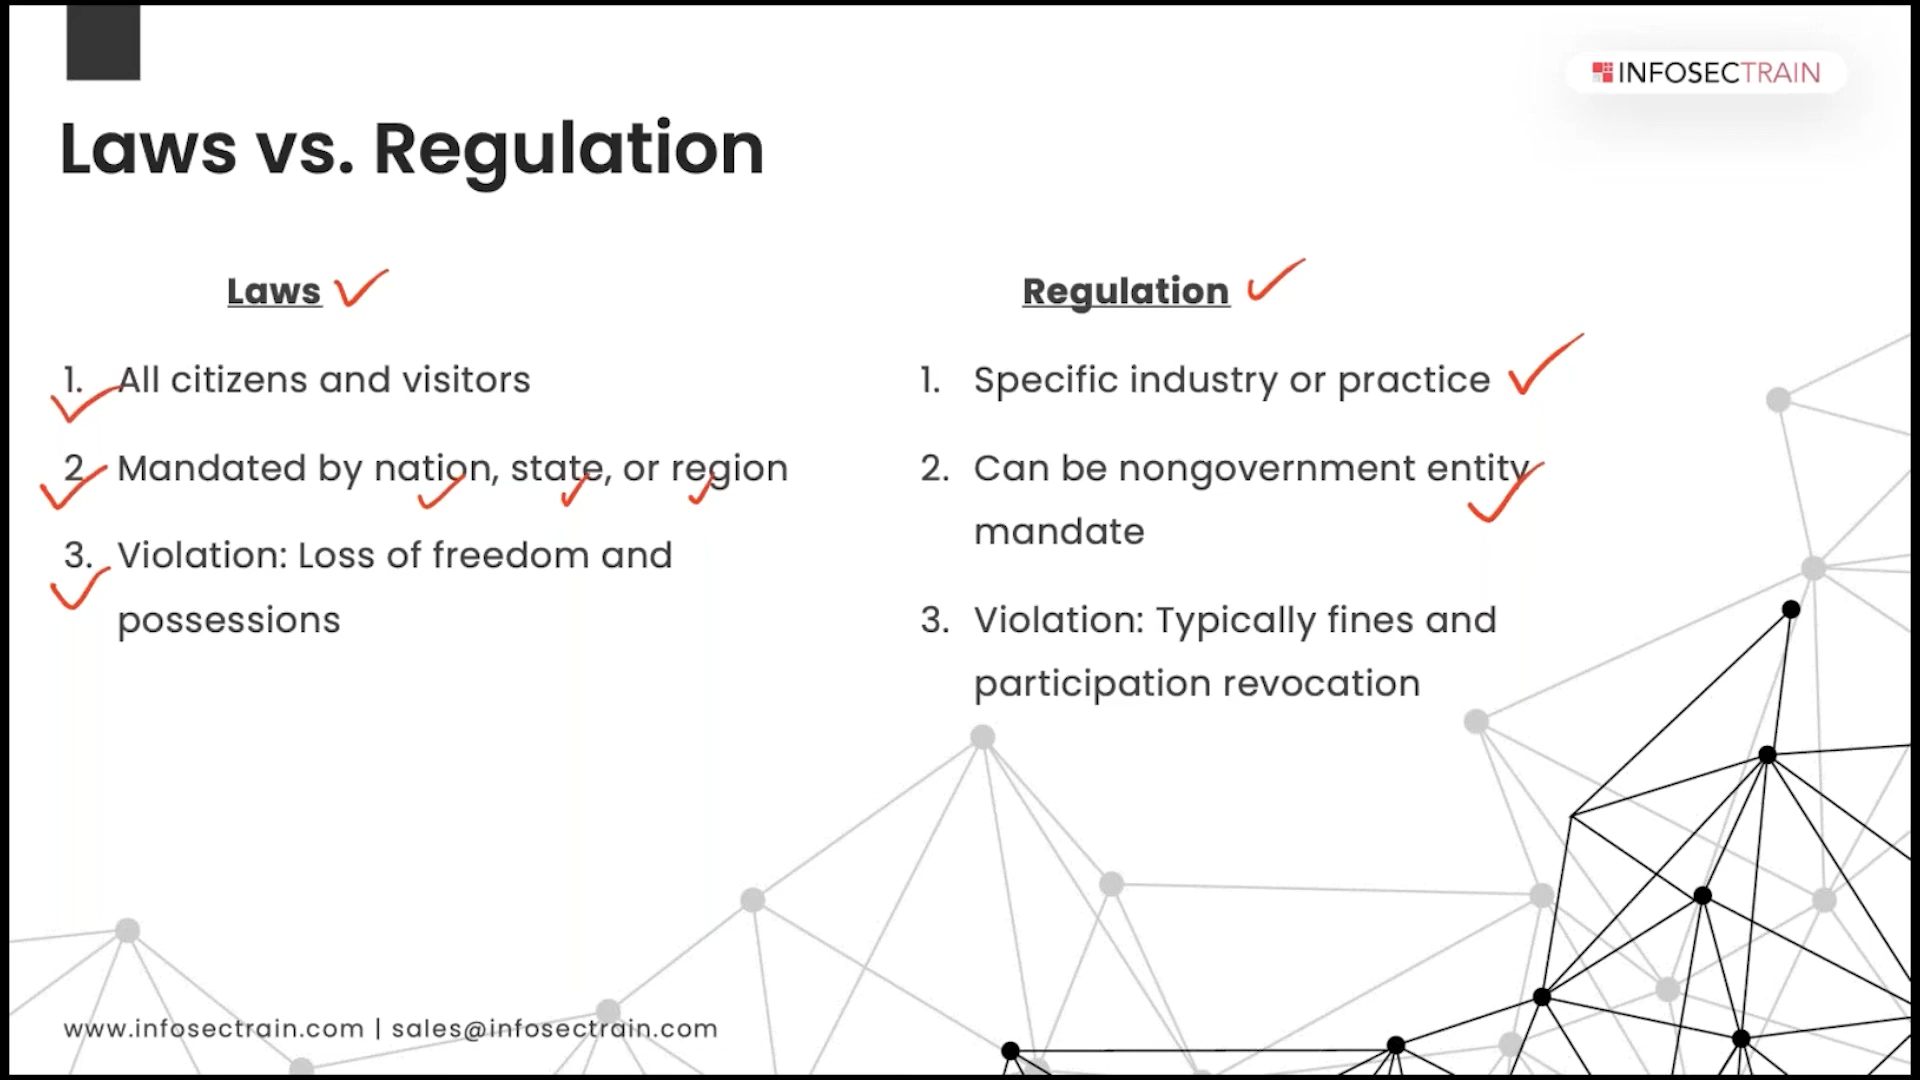 INFOSECTRAIN
Laws vs. Regulation
Laws
1. All citizens and visitors
2. Mandated by nation, state, or region
3. Violation: Loss of freedom and
possessions
Regulation
1. Specific industry or practice
2. Can be nongovernment entity
mandate
3. Violation: Typically fines and
participation revocation
www.infosectrain.com | sales@infosectrain.com